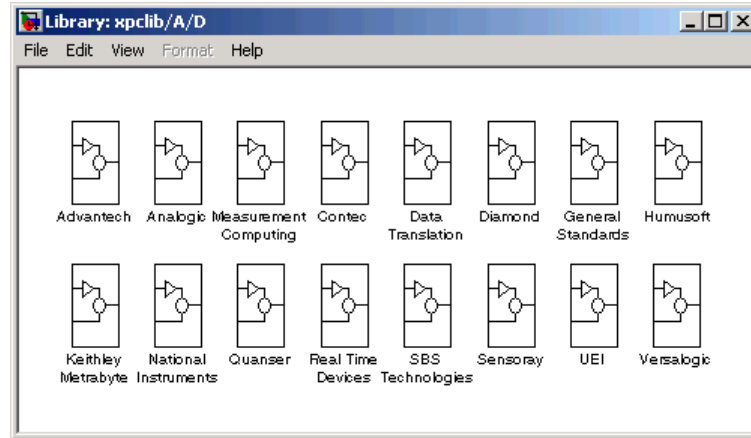 Library: xpclib/A/D
File Edit View Format Help
Advantech Analogic Measurement Computing Contec Data Translation Diamond General Standards Humusoft
Keithley Metrabyte National Instruments Quanser Real Time Devices SBS Technologies Sensoray UEI Versalogic